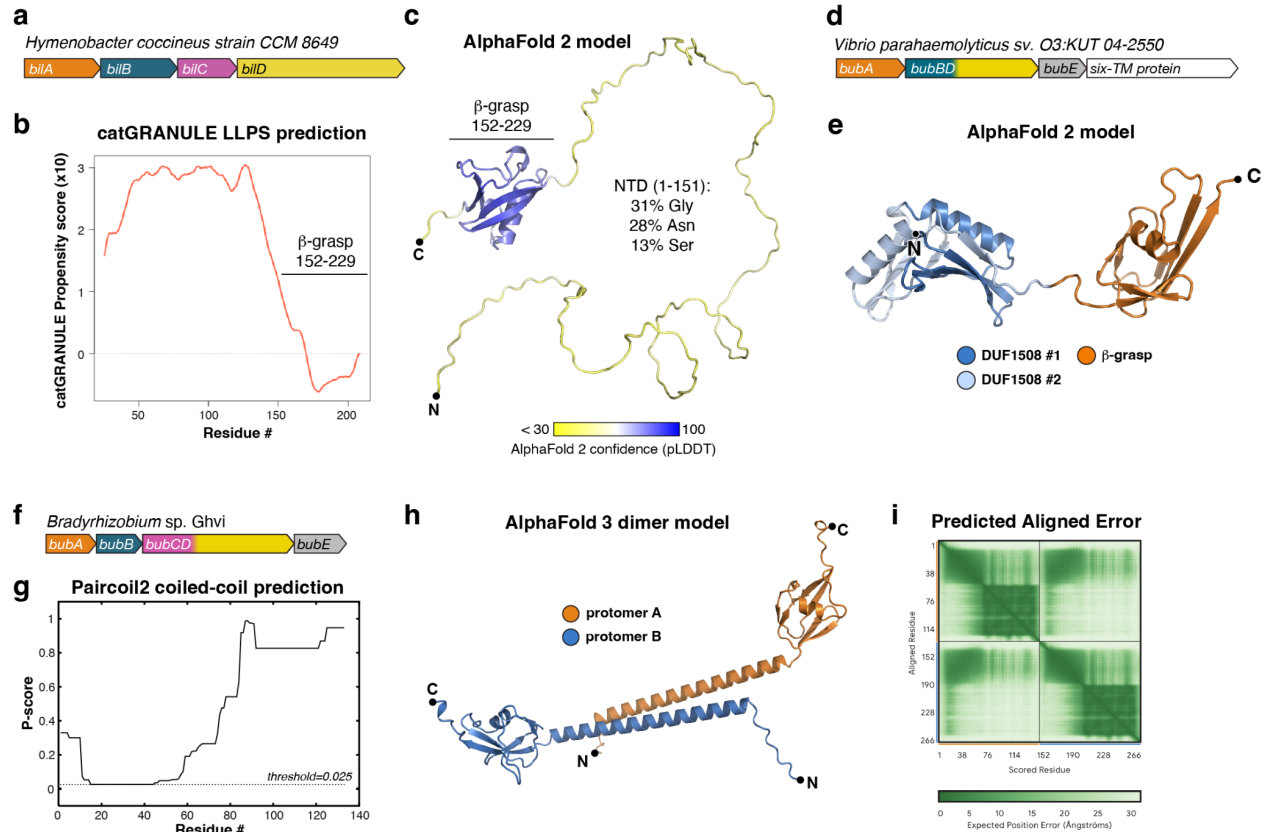 a
Hymenobacter coccineus strain CCM 8649
bilA bilB bilC bilD
b
catGRANULE LLPS prediction
catGRANULE Propensity score (x10)
3
2
1
0
β-grasp
152-229
50 100 150 200
Residue #
c
AlphaFold 2 model
β-grasp
152-229
NTD (1-151):
31% Gly
28% Asn
13% Ser
C
N
< 30 100
AlphaFold 2 confidence (pLDDT)
d
Vibrio parahaemolyticus sv. O3:KUT 04-2550
bubA bubBD bubE six-TM protein
e
AlphaFold 2 model
N
C
DUF1508 #1 β-grasp
DUF1508 #2
f
Bradyrhizobium sp. Ghvi
bubA bubB bubCD bubE
g
Paircoil2 coiled-coil prediction
P-score
1
0.8
0.6
0.4
0.2
0
threshold=0.025
0 20 40 60 80 100 120 140
Residue #
h
AlphaFold 3 dimer model
protomer A
protomer B
C
C
N
N
i
Predicted Aligned Error
Aligned Residue
1
38
76
114
152
190
228
266
1 38 76 114 152 190 228 266
Scored Residue
0 5 10 15 20 25 30
Expected Position Error (Ångströms)